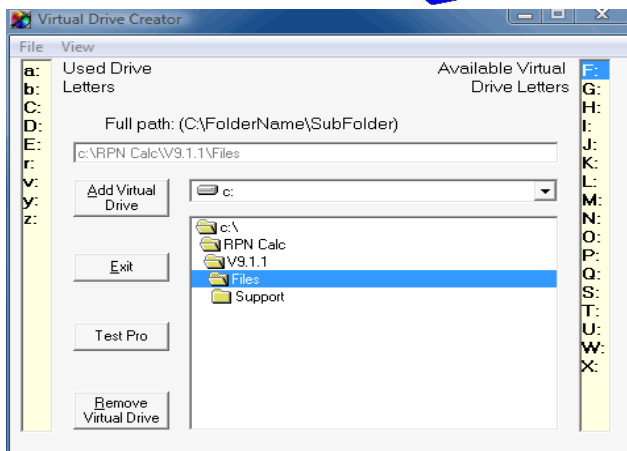 Virtual Drive Creator
File View
Used Drive
Letters
Available Virtual
Drive Letters
a:
b:
C:
D:
E:
r:
v:
y:
z:
Full path: (C:\FolderName\SubFolder)
c:\RPN Calc\V9.1.1\Files
Add Virtual
Drive
Exit
Test Pro
Remove
Virtual Drive
c:
c:\
RPN Calc
V9.1.1
Files
Support
F:
G:
H:
I:
J:
K:
L:
M:
N:
O:
P:
Q:
S:
T:
U:
W:
X: